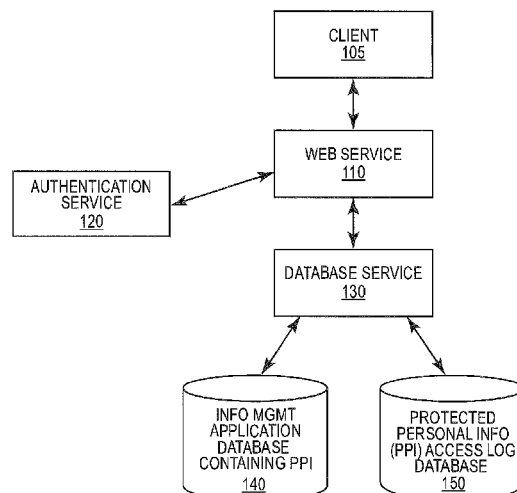 CLIENT
105
WEB SERVICE
110
AUTHENTICATION
SERVICE
120
DATABASE SERVICE
130
INFO MGMT
APPLICATION
DATABASE
CONTAINING PPI
140
PROTECTED
PERSONAL INFO
(PPI) ACCESS LOG
DATABASE
150